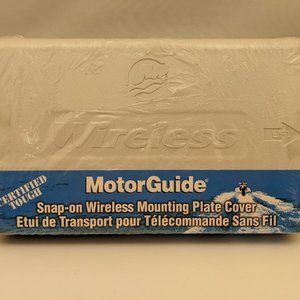 Wireless
CERTIFIED
TOUGH
MotorGuide®
Snap-on Wireless Mounting Plate Cover
Etui de Transport pour Télécommande Sans Fil